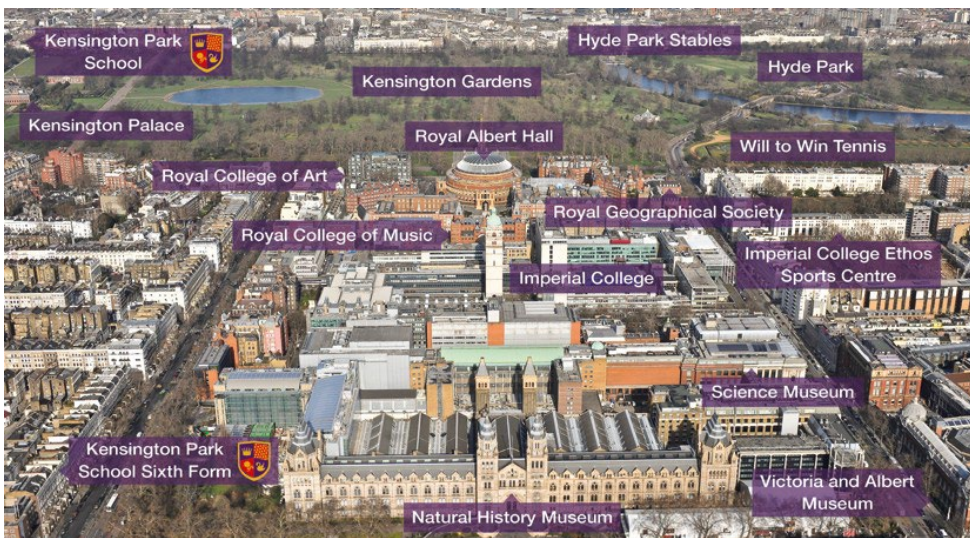 Kensington Park
School
Hyde Park Stables
Hyde Park
Kensington Gardens
Kensington Palace
Royal Albert Hall
Will to Win Tennis
Royal College of Art
Royal Geographical Society
Royal College of Music
Imperial College Ethos
Sports Centre
Imperial College
Science Museum
Kensington Park
School Sixth Form
Victoria and Albert
Museum
Natural History Museum